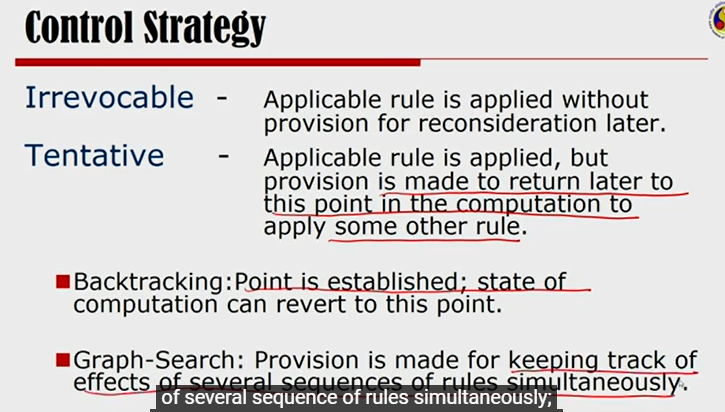 Control Strategy
Irrevocable - Applicable rule is applied without
provision for reconsideration later.
Tentative - Applicable rule is applied, but
provision is made to return later to
this point in the computation to
apply some other rule.
Backtracking:Point is established; state of
computation can revert to this point.
Graph-Search: Provision is made for keeping track of
effects of several sequences of rules simultaneously.
of several sequence of rules simultaneously;